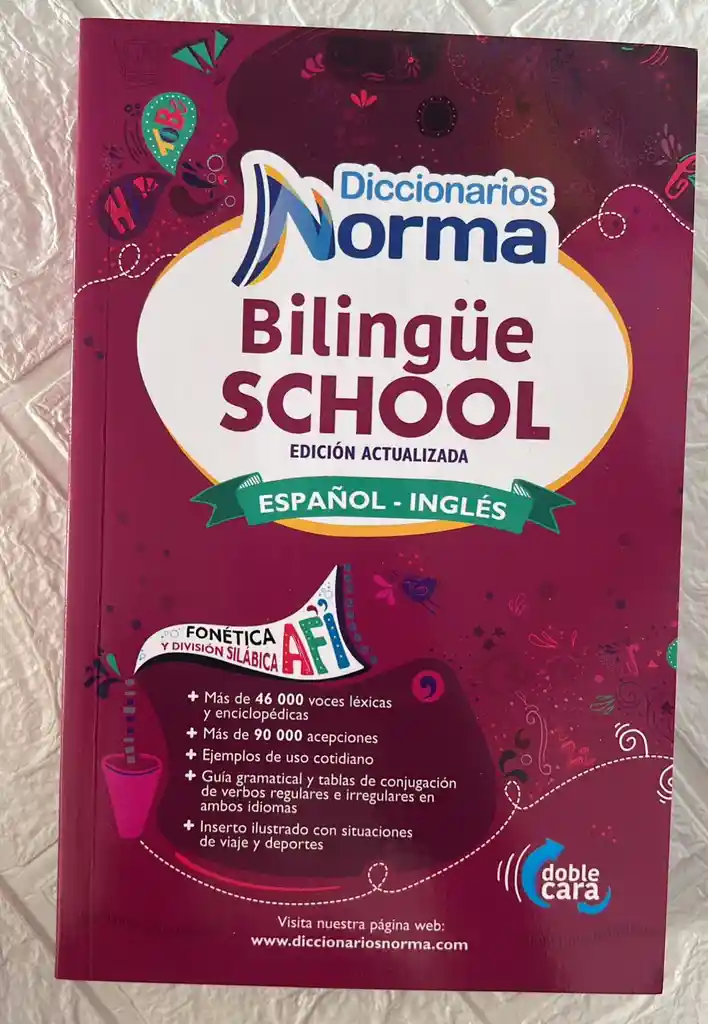 Diccionarios
Norma
Bilingüe
SCHOOL
EDICIÓN ACTUALIZADA
ESPAÑOL - INGLÉS
FONÉTICA
Y DIVISIÓN SILÁBICA
AFI
+ Más de 46 000 voces léxicas
y enciclopédicas
+ Más de 90 000 acepciones
+ Ejemplos de uso cotidiano
+ Guía gramatical y tablas de conjugación
de verbos regulares e irregulares en
ambos idiomas
+ Inserto ilustrado con situaciones
de viaje y deportes
doble
cara
Visita nuestra página web:
www.diccionariosnorma.com